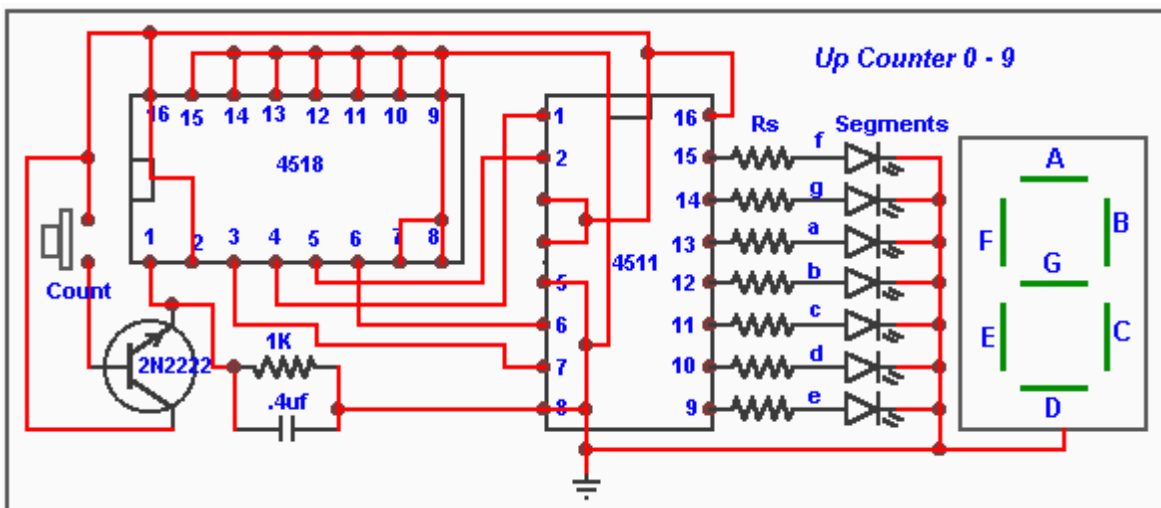 Up Counter 0 - 9
16 15 14 13 12 11 10 9
4518
1 2 3 4 5 6 7 8
Count
2N2222
1K
.4uf
1 16
2 15
14
13
4511
5 12
6 11
7 10
8 9
Rs Segments
f
g
a
b
c
d
e
A
F B
G
E C
D